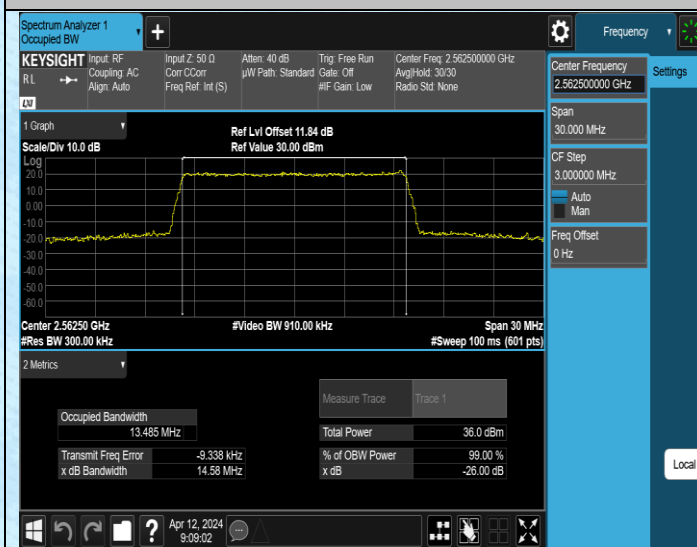 Spectrum Analyzer 1
Occupied BW
+
Frequency
KEYSIGHT
R L
LXI
Input: RF
Coupling: AC
Align: Auto
Input Z: 50 Ω
Corr CCorr
Freq Ref: Int (S)
Atten: 40 dB
µW Path: Standard
Trig: Free Run
Gate: Off
#IF Gain: Low
Center Freq: 2.562500000 GHz
Avg|Hold: 30/30
Radio Std: None
Center Frequency
2.562500000 GHz
Settings
Span
30.000 MHz
CF Step
3.000000 MHz
Auto
Man
Freq Offset
0 Hz
Local
1 Graph
Scale/Div 10.0 dB
Ref Lvl Offset 11.84 dB
Ref Value 30.00 dBm
Log
20.0
10.0
0.00
-10.0
-20.0
-30.0
-40.0
-50.0
-60.0
Center 2.56250 GHz
#Video BW 910.00 kHz
Span 30 MHz
#Res BW 300.00 kHz
#Sweep 100 ms (601 pts)
2 Metrics
Measure Trace
Trace 1
Occupied Bandwidth
13.485 MHz
Total Power
36.0 dBm
Transmit Freq Error
-9.338 kHz
% of OBW Power
99.00 %
x dB Bandwidth
14.58 MHz
x dB
-26.00 dB
?
Apr 12, 2024
9:09:02